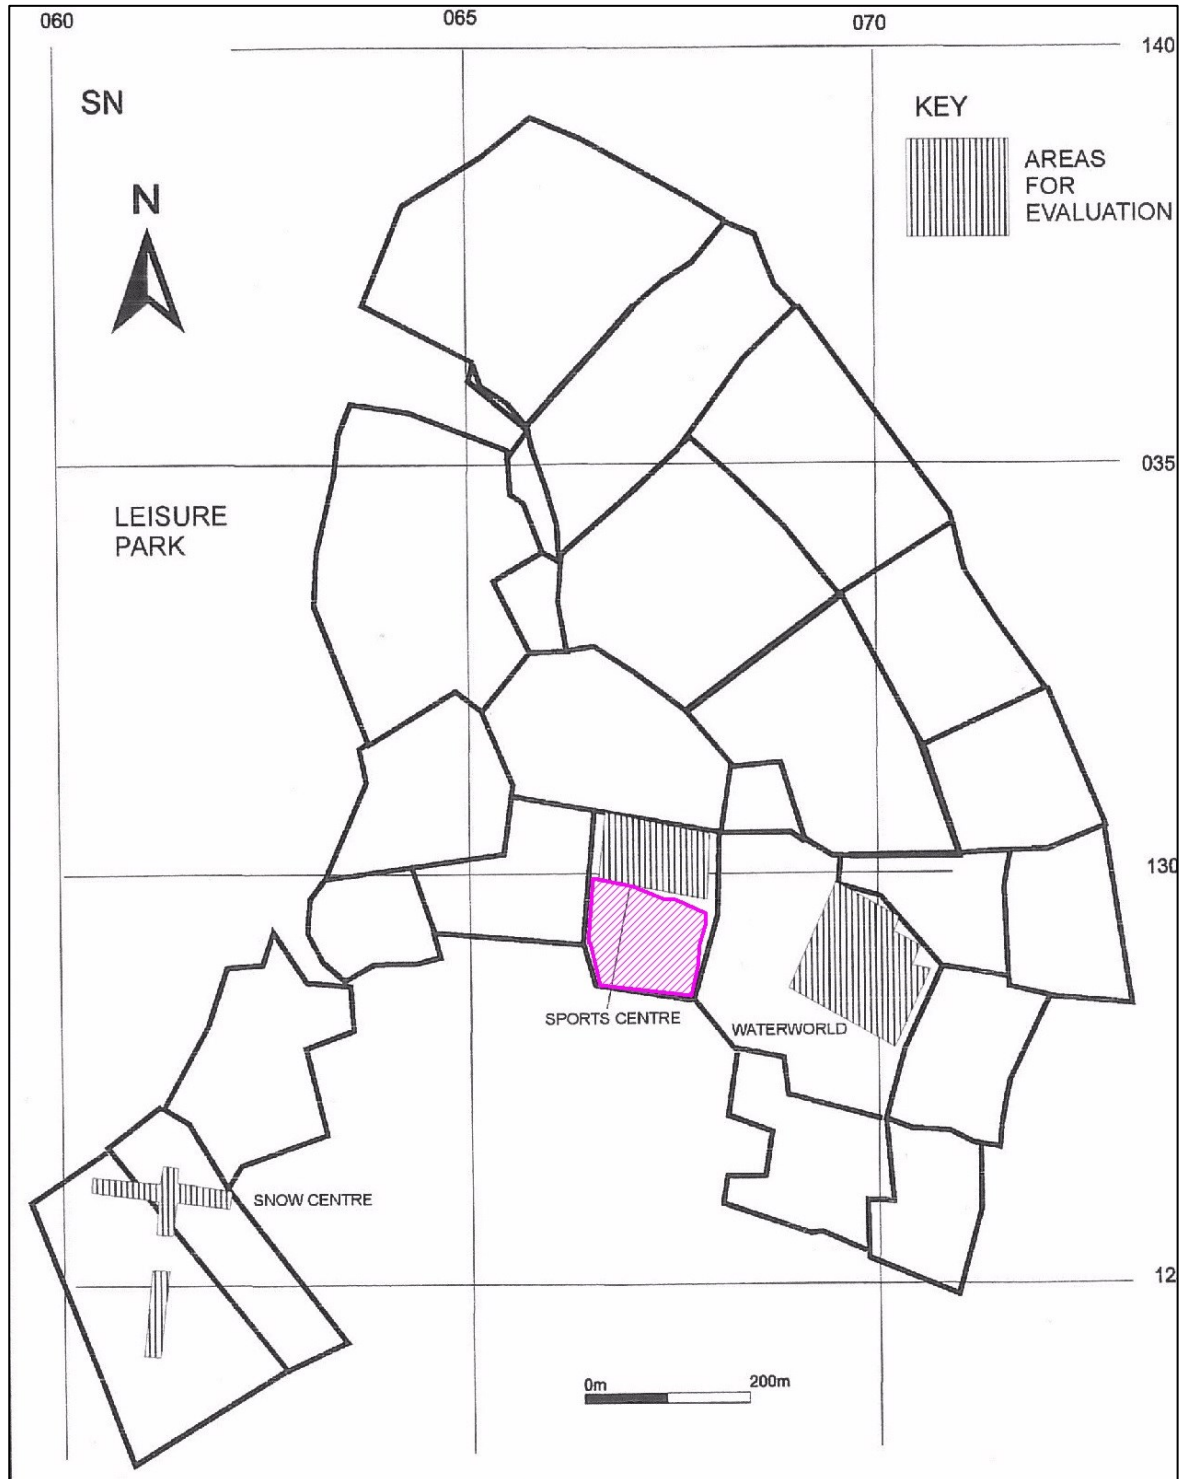 060
065
070
140
SN
KEY
AREAS
FOR
EVALUATION
N
035
LEISURE
PARK
130
SPORTS CENTRE
WATERWORLD
SNOW CENTRE
12
0m
200m